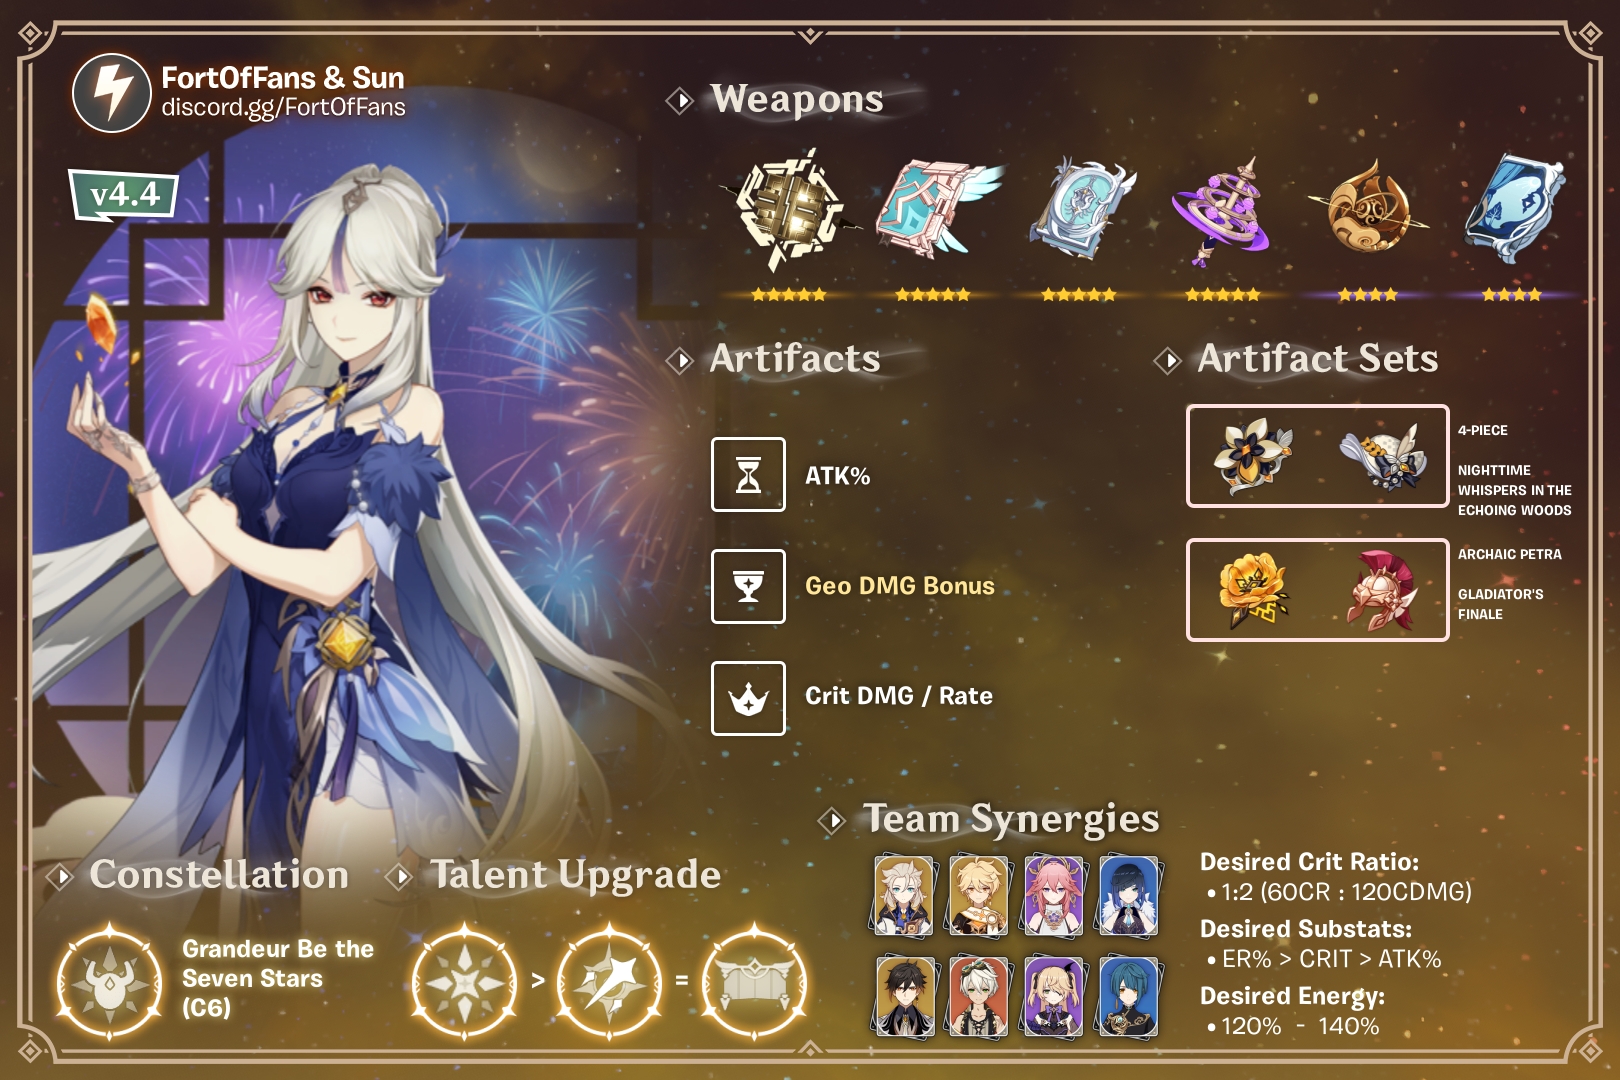 FortOfFans & Sun
discord.gg/FortOfFans
v4.4
Weapons
Artifacts
ATK%
Geo DMG Bonus
Crit DMG / Rate
Artifact Sets
4-PIECE
NIGHTTIME
WHISPERS IN THE
ECHOING WOODS
ARCHAIC PETRA
GLADIATOR'S
FINALE
Constellation
Grandeur Be the
Seven Stars
(C6)
Talent Upgrade
> =
Team Synergies
Desired Crit Ratio:
• 1:2 (60CR : 120CDMG)
Desired Substats:
• ER% > CRIT > ATK%
Desired Energy:
• 120% - 140%